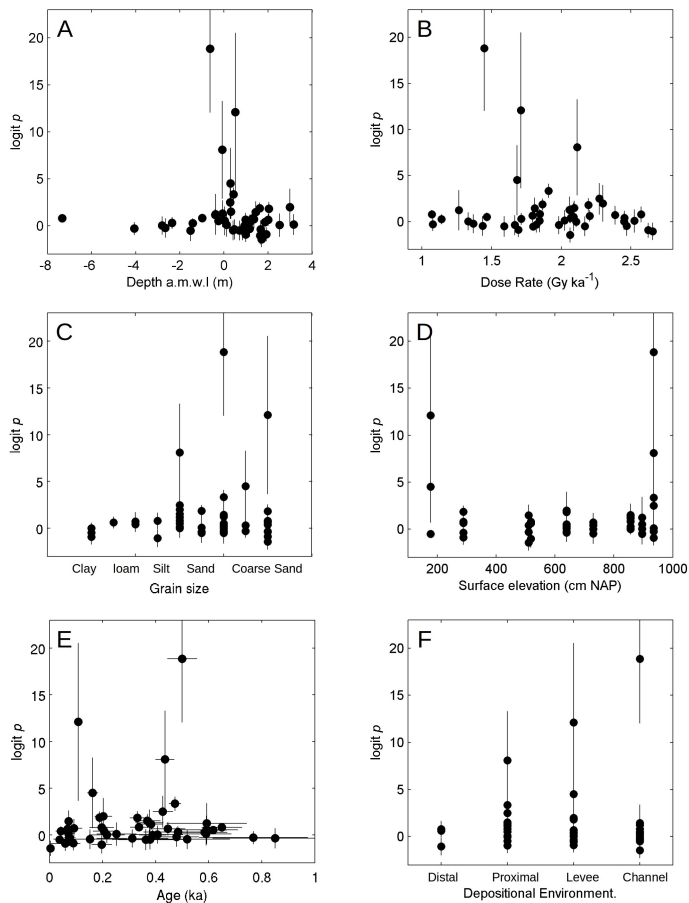 A
B
logit p
20
15
10
5
0
-8 -6 -4 -2 0 2 4
Depth a.m.w.l (m)
logit p
20
15
10
5
0
1 1.5 2 2.5
Dose Rate (Gy ka-1)
C
D
logit p
20
15
10
5
0
Clay loam Silt Sand Coarse Sand
Grain size
logit p
20
15
10
5
0
200 400 600 800 1000
Surface elevation (cm NAP)
E
F
logit p
20
15
10
5
0
0 0.2 0.4 0.6 0.8 1
Age (ka)
logit p
20
15
10
5
0
Distal Proximal Levee Channel
Depositional Environment.